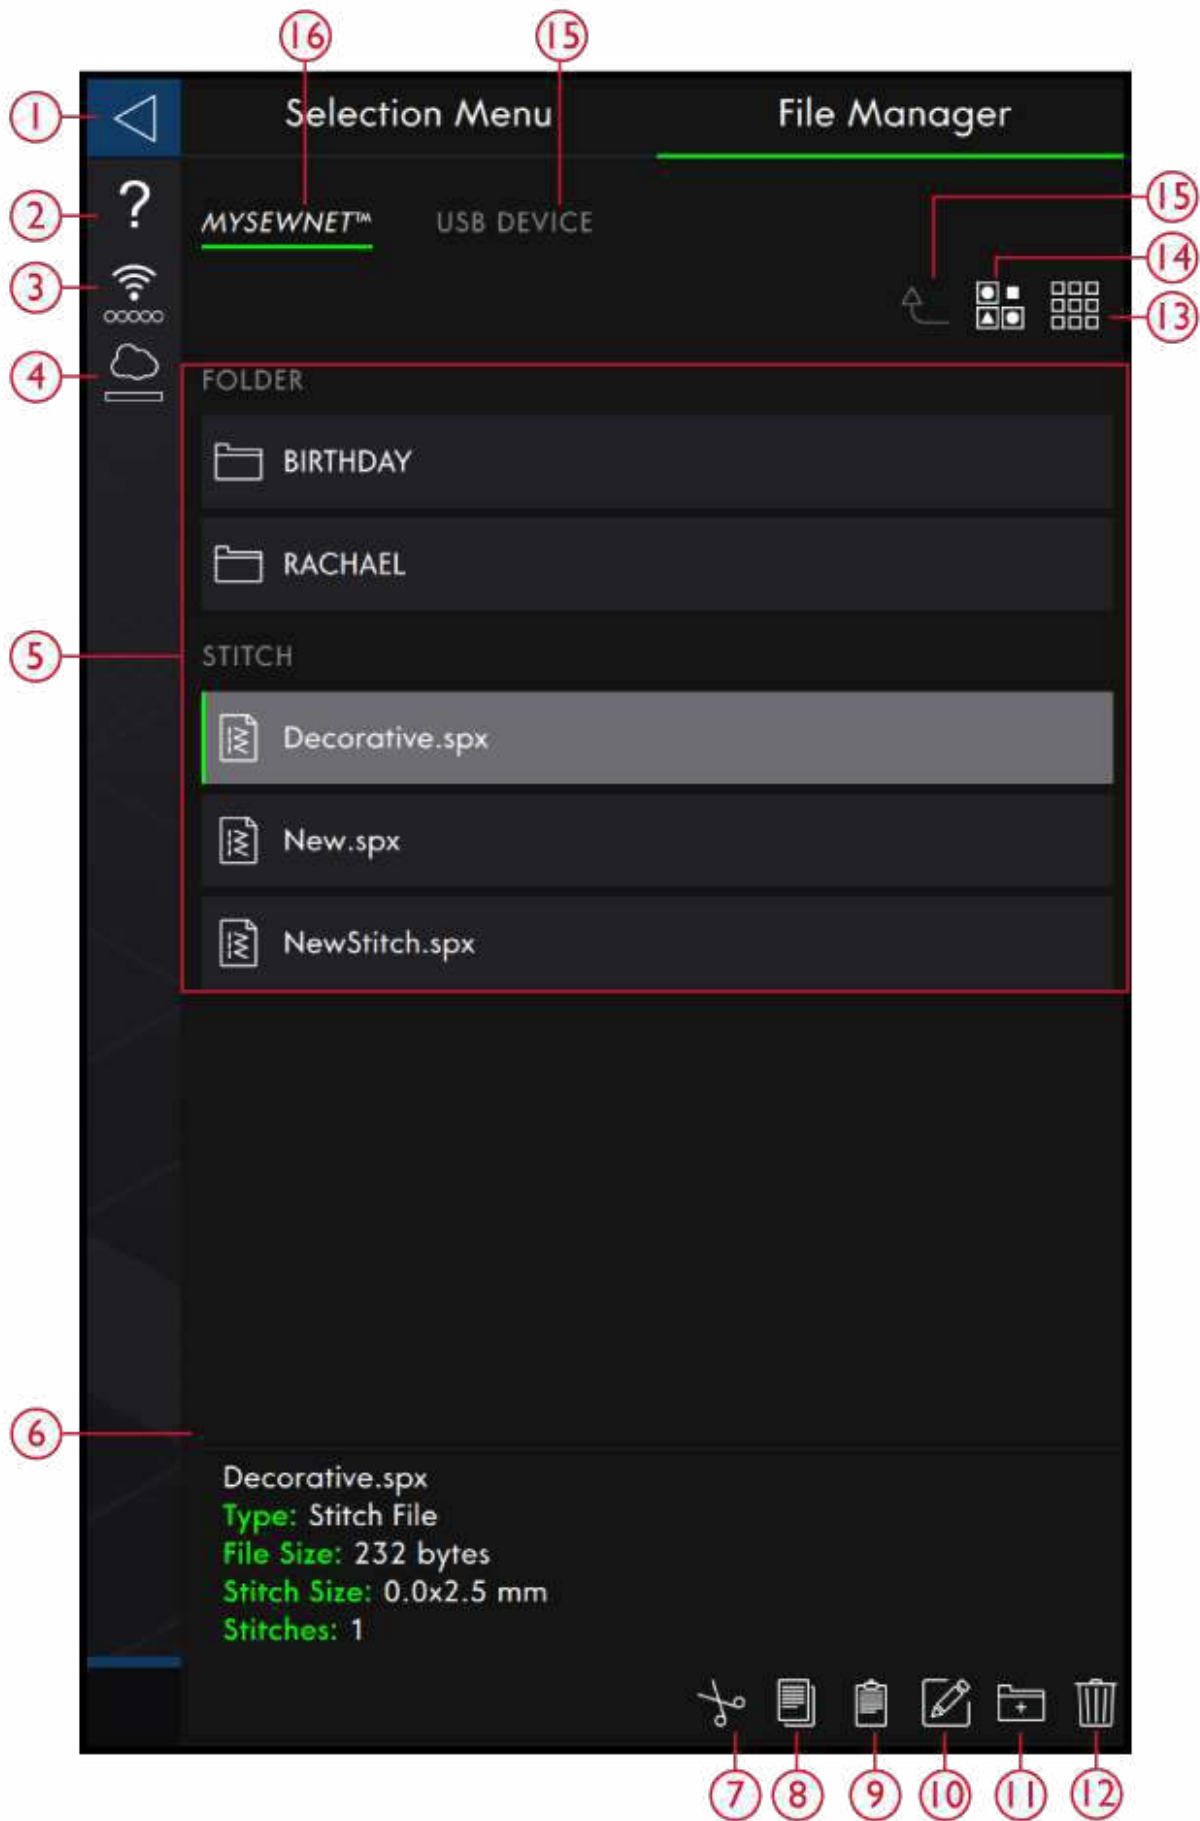 16 15
1 Selection Menu File Manager
2 ? MYSEWNET™ USB DEVICE 15
14
3 13
4 FOLDER
BIRTHDAY
RACHAEL
5 STITCH
Decorative.spx
New.spx
NewStitch.spx
6
Decorative.spx
Type: Stitch File
File Size: 232 bytes
Stitch Size: 0.0x2.5 mm
Stitches: 1
7 8 9 10 11 12